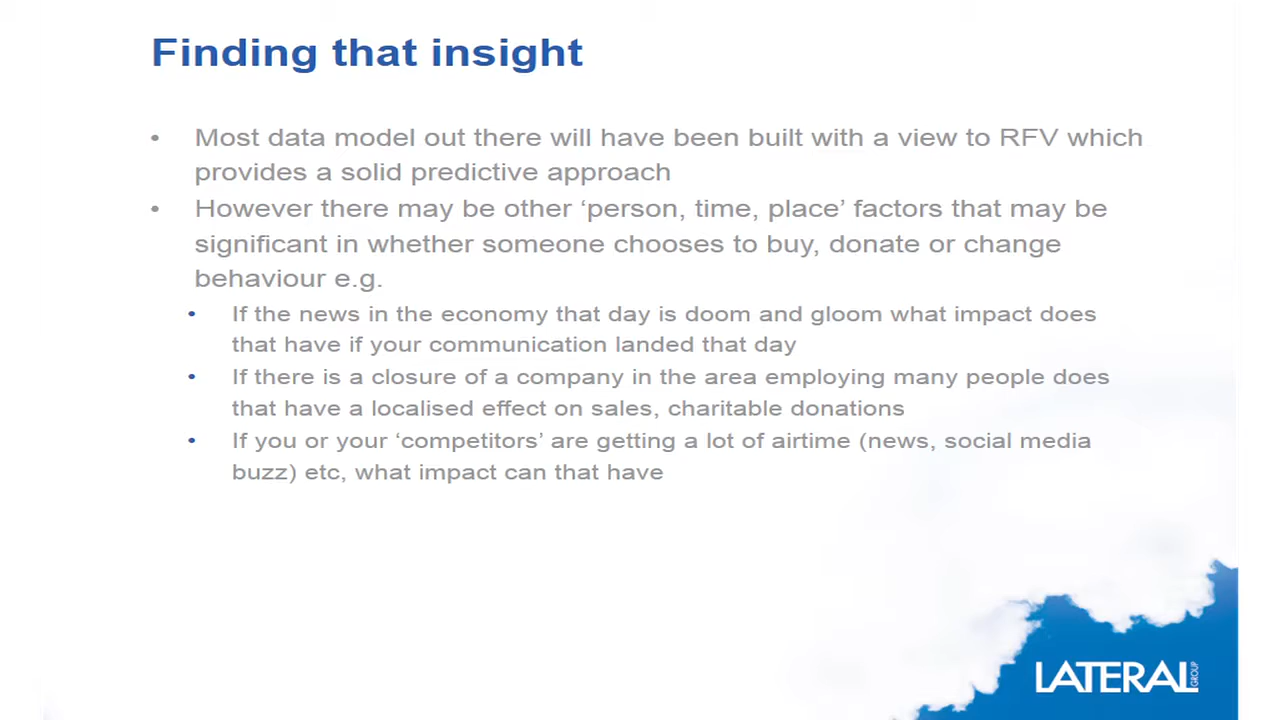 Finding that insight
• Most data model out there will have been built with a view to RFV which
provides a solid predictive approach
• However there may be other ‘person, time, place’ factors that may be
significant in whether someone chooses to buy, donate or change
behaviour e.g.
• If the news in the economy that day is doom and gloom what impact does
that have if your communication landed that day
• If there is a closure of a company in the area employing many people does
that have a localised effect on sales, charitable donations
• If you or your ‘competitors’ are getting a lot of airtime (news, social media
buzz) etc, what impact can that have
LATERAL GROUP